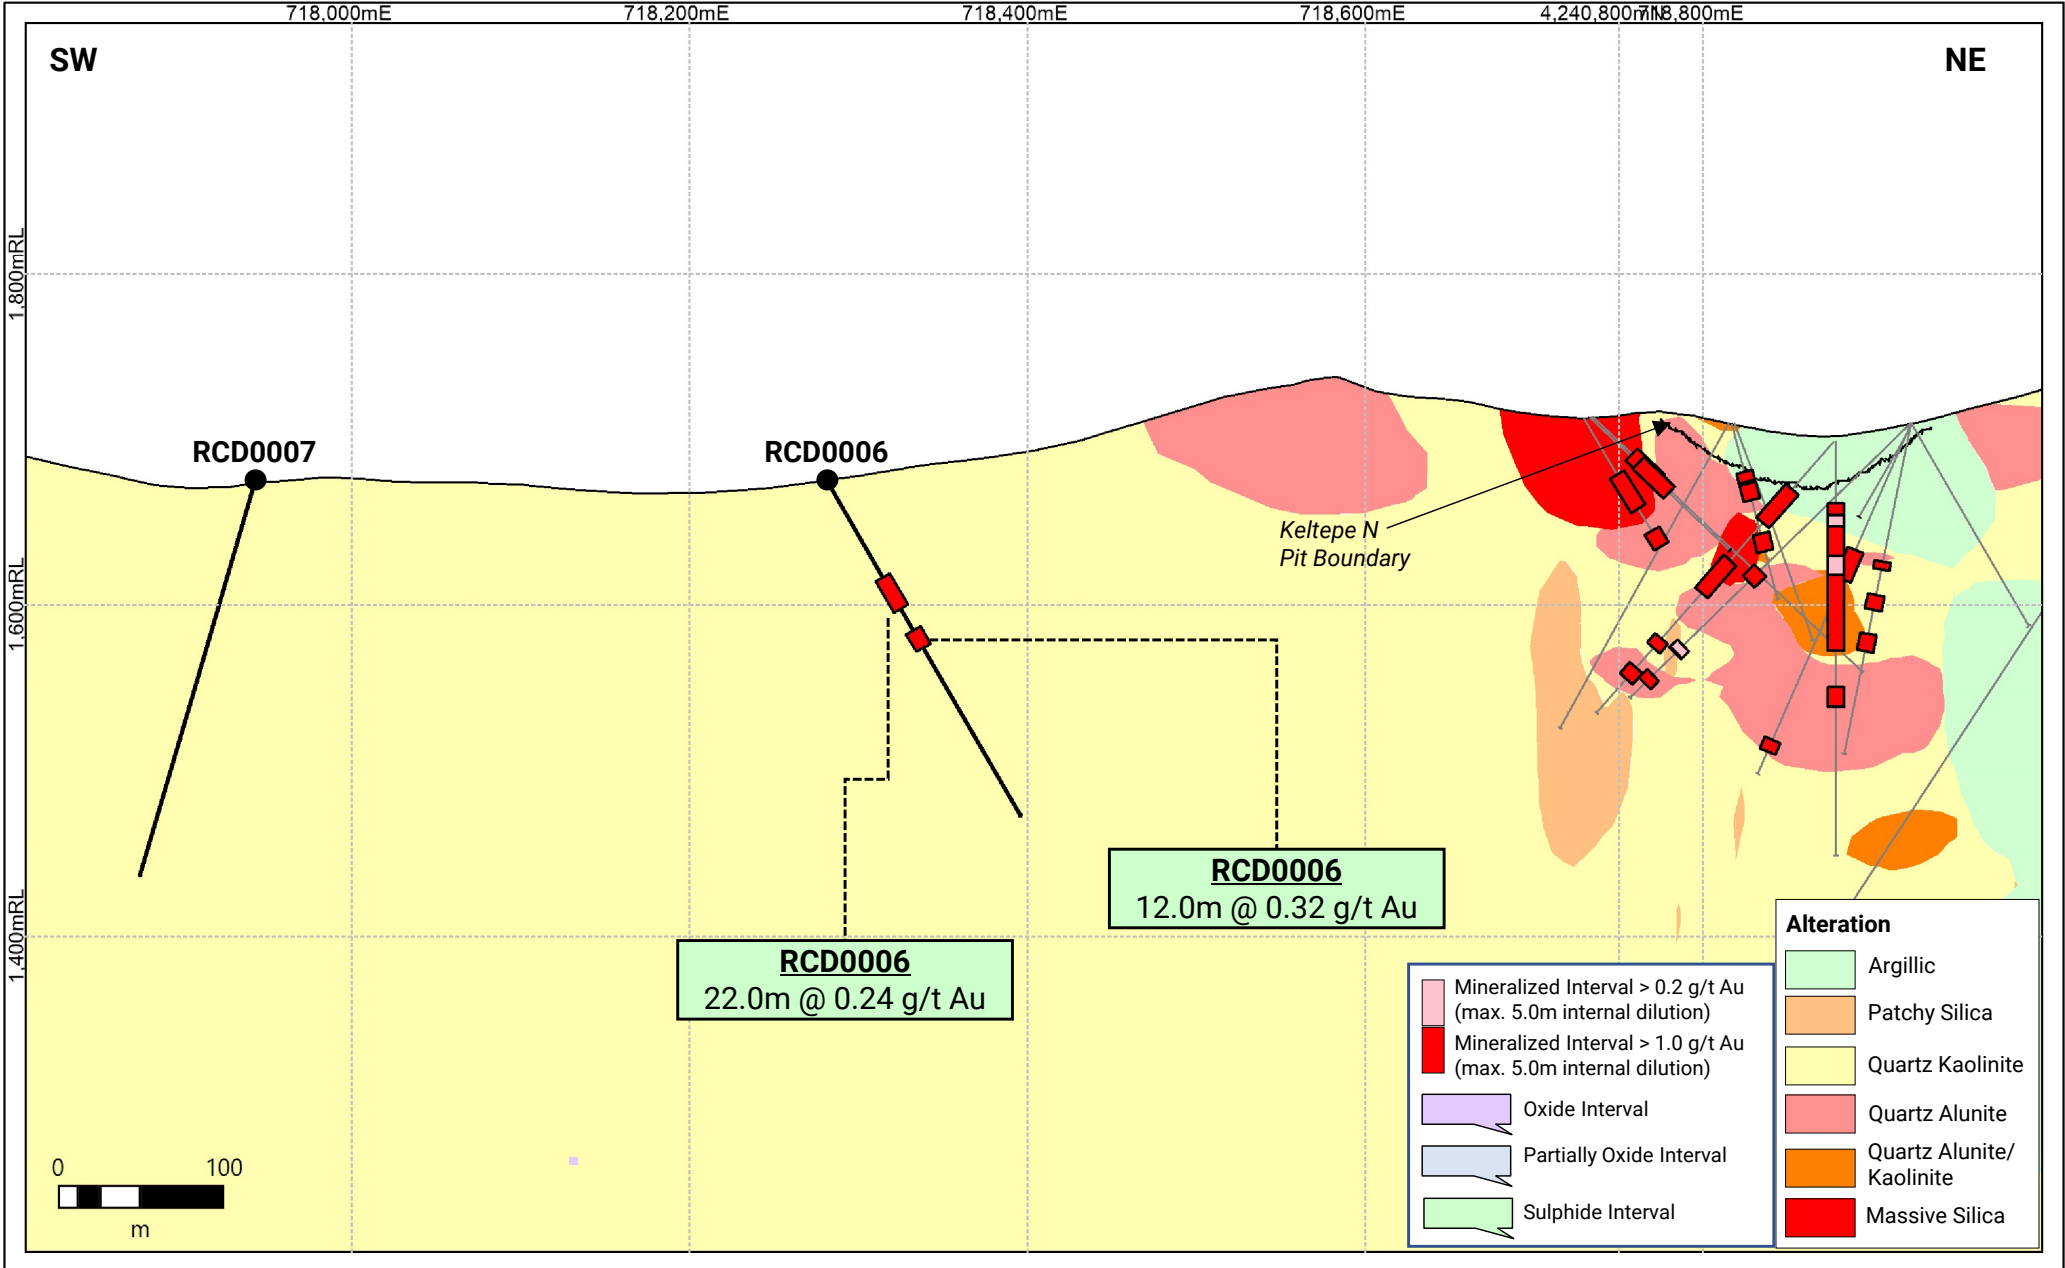 718,000mE
718,200mE
718,400mE
718,600mE
4,240,800mN
718,800mE
SW
NE
1,800mRL
1,600mRL
1,400mRL
RCD0007
RCD0006
Keltepe N
Pit Boundary
RCD0006
12.0m @ 0.32 g/t Au
RCD0006
22.0m @ 0.24 g/t Au
Mineralized Interval > 0.2 g/t Au
(max. 5.0m internal dilution)
Mineralized Interval > 1.0 g/t Au
(max. 5.0m internal dilution)
Oxide Interval
Partially Oxide Interval
Sulphide Interval
Alteration
Argillic
Patchy Silica
Quartz Kaolinite
Quartz Alunite
Quartz Alunite/
Kaolinite
Massive Silica
0 100
m